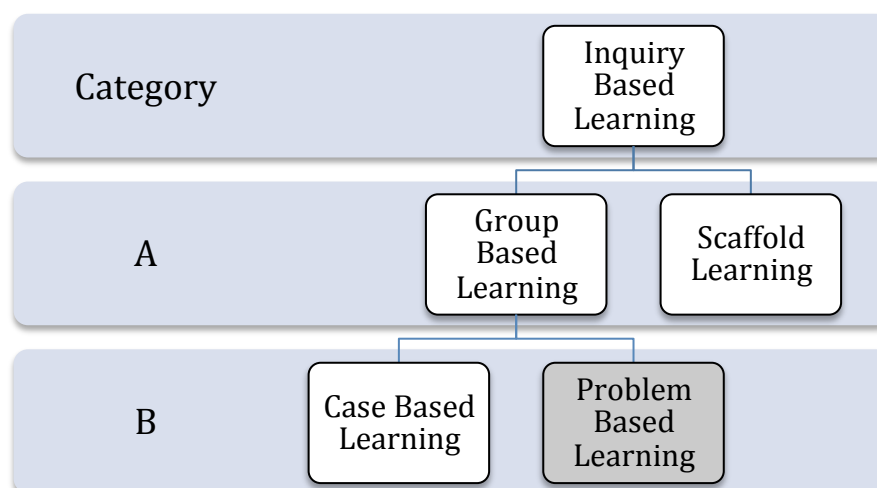 Category
Inquiry
Based
Learning
A
Group
Based
Learning
Scaffold
Learning
B
Case Based
Learning
Problem
Based
Learning